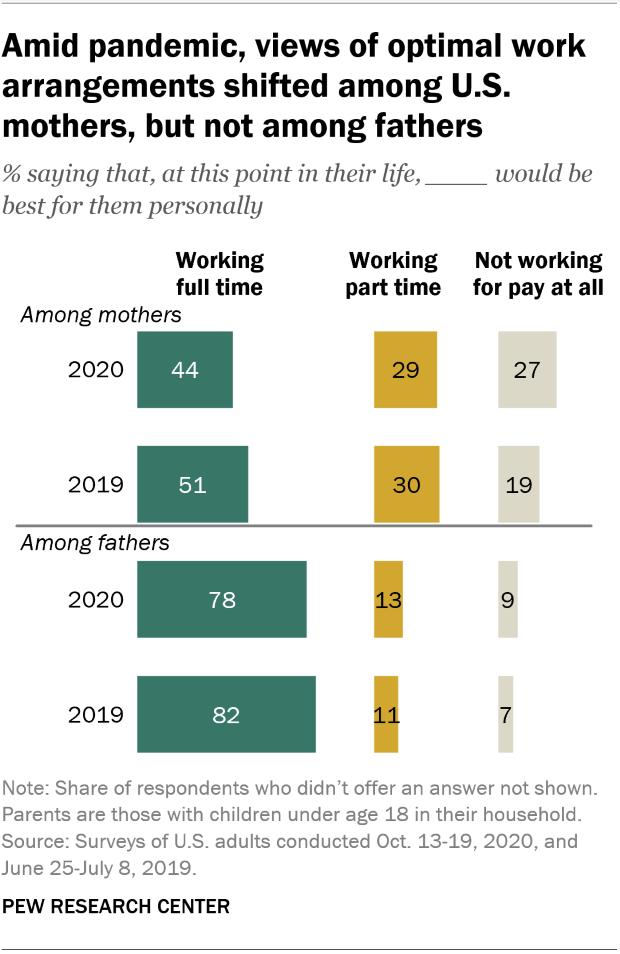 Amid pandemic, views of optimal work
arrangements shifted among U.S.
mothers, but not among fathers
% saying that, at this point in their life, ____ would be
best for them personally
Working full time
Working part time
Not working for pay at all
Among mothers
2020 44 29 27
2019 51 30 19
Among fathers
2020 78 13 9
2019 82 11 7
Note: Share of respondents who didn’t offer an answer not shown.
Parents are those with children under age 18 in their household.
Source: Surveys of U.S. adults conducted Oct. 13-19, 2020, and
June 25-July 8, 2019.
PEW RESEARCH CENTER